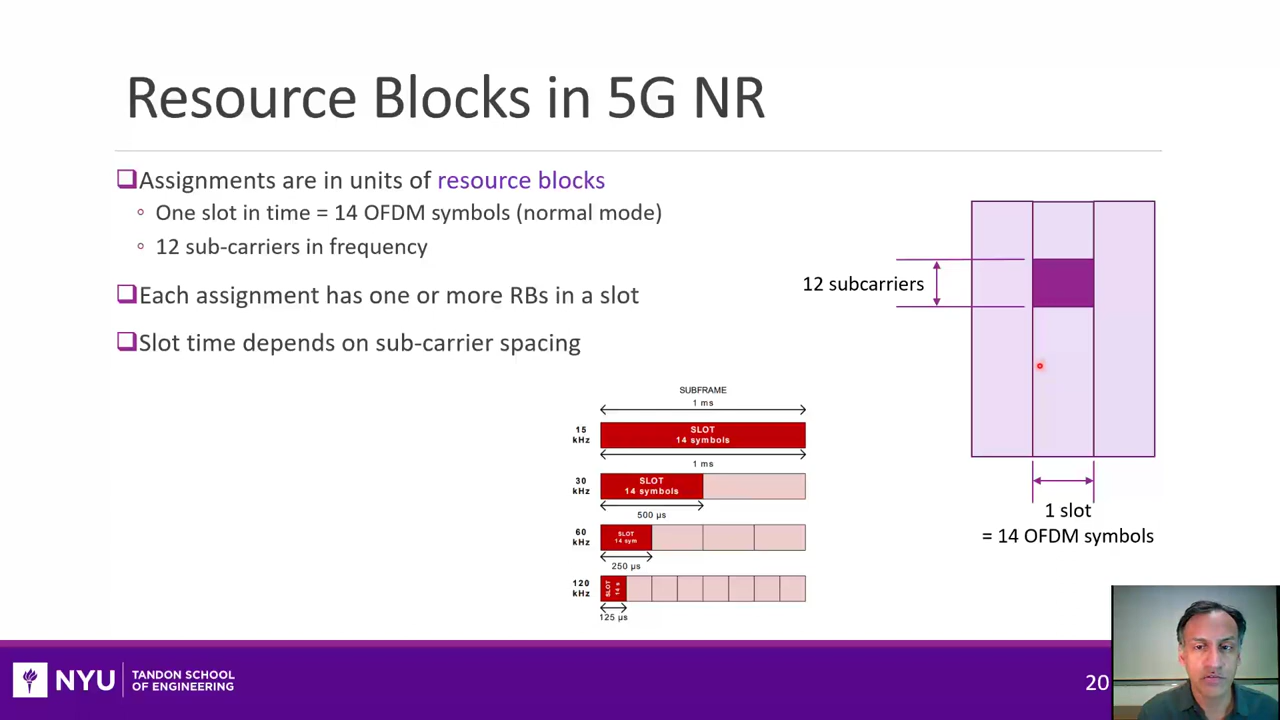 Resource Blocks in 5G NR
Assignments are in units of resource blocks
One slot in time = 14 OFDM symbols (normal mode)
12 sub-carriers in frequency
Each assignment has one or more RBs in a slot
Slot time depends on sub-carrier spacing
12 subcarriers
1 slot
= 14 OFDM symbols
SUBFRAME
1 ms
15
kHz
SLOT
14 symbols
1 ms
30
kHz
SLOT
14 symbols
500 µs
60
kHz
SLOT
14 sym
250 µs
120
kHz
SLOT
14 s
125 µs
NYU
TANDON SCHOOL
OF ENGINEERING
20